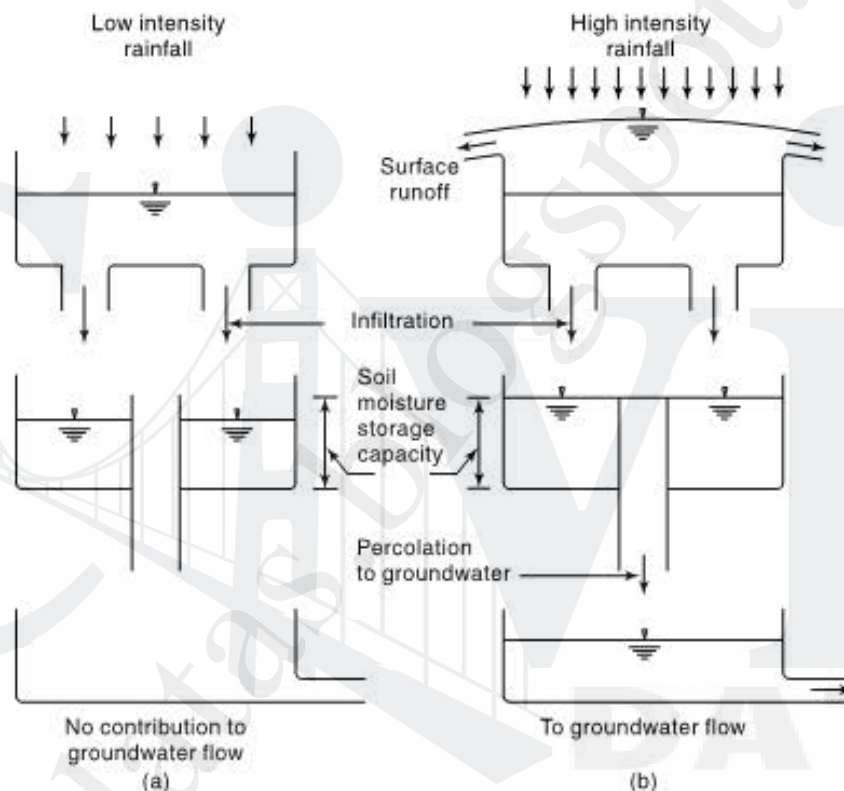 Low intensity
rainfall
High intensity
rainfall
Surface
runoff
Infiltration
Soil
moisture
storage
capacity
Percolation
to groundwater
No contribution to
groundwater flow
(a)
To groundwater flow
(b)
DA